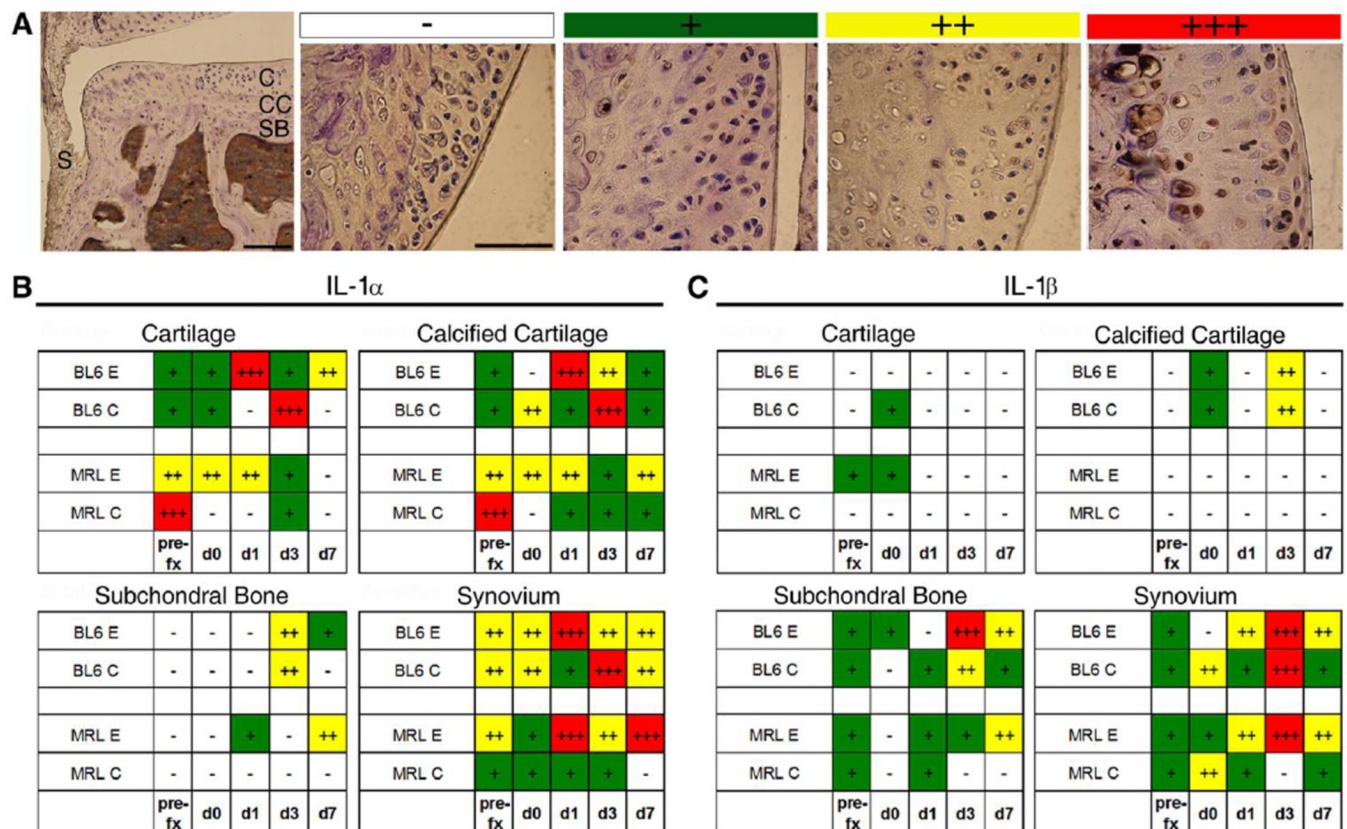 A - + ++ +++
C
CC
SB
S
B IL-1α
Cartilage
BL6 E + + +++ + ++
BL6 C + + - +++ -
MRL E ++ ++ ++ + -
MRL C +++ - - + -
pre-fx d0 d1 d3 d7
Calcified Cartilage
BL6 E + - +++ ++ +
BL6 C + ++ + +++ +
MRL E ++ ++ ++ + ++
MRL C +++ - + + +
pre-fx d0 d1 d3 d7
Subchondral Bone
BL6 E - - - ++ +
BL6 C - - - ++ -
MRL E - - + - ++
MRL C - - - - -
pre-fx d0 d1 d3 d7
Synovium
BL6 E ++ ++ +++ ++ ++
BL6 C ++ ++ + +++ ++
MRL E ++ + +++ ++ +++
MRL C + + + + -
pre-fx d0 d1 d3 d7
C IL-1β
Cartilage
BL6 E - - - - -
BL6 C - + - - -
MRL E + + - - -
MRL C - - - - -
pre-fx d0 d1 d3 d7
Calcified Cartilage
BL6 E - + - ++ -
BL6 C - + - ++ -
MRL E - - - - -
MRL C - - - - -
pre-fx d0 d1 d3 d7
Subchondral Bone
BL6 E + + - +++ ++
BL6 C + - + ++ +
MRL E + - + + ++
MRL C + - + - -
pre-fx d0 d1 d3 d7
Synovium
BL6 E + - ++ +++ ++
BL6 C + ++ + +++ +
MRL E + + ++ +++ ++
MRL C + ++ + - +
pre-fx d0 d1 d3 d7